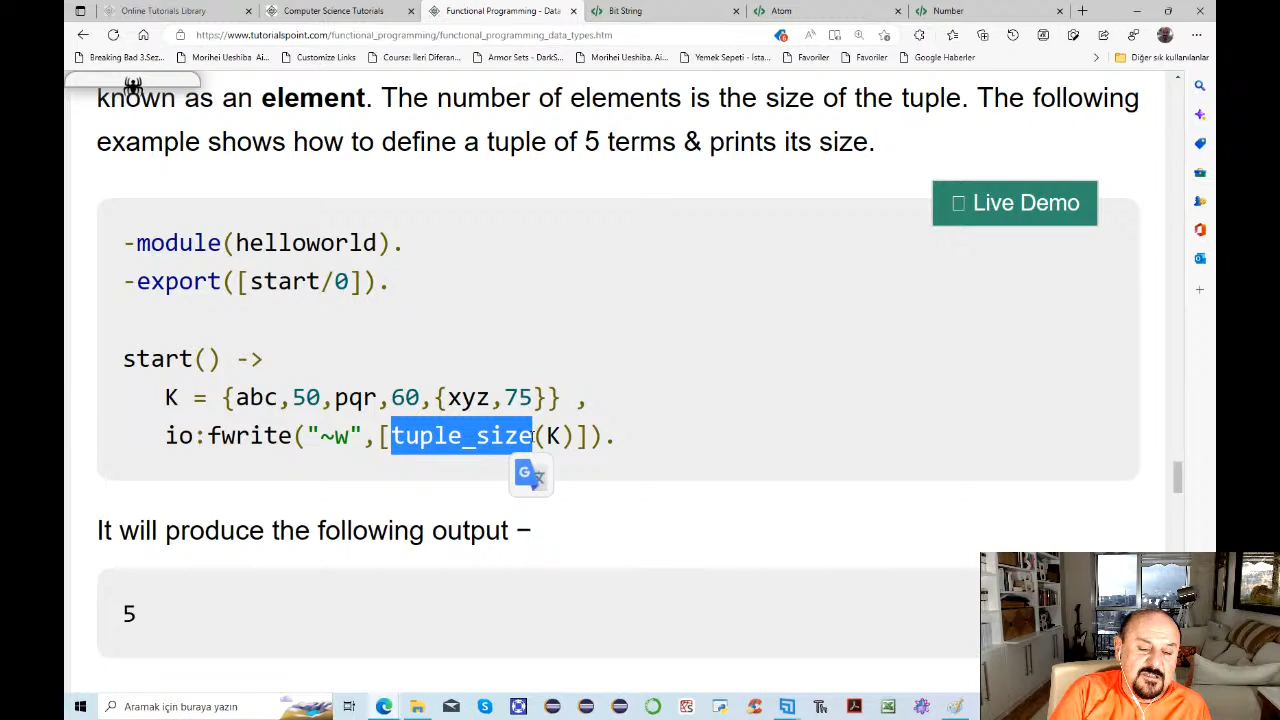 Online Tutorials Library
Computer Science Tutorials
Functional Programming - Data
Bit String
Atom
Number
https://www.tutorialspoint.com/functional_programming/functional_programming_data_types.htm
Breaking Bad 3.Sez...
Morihei Ueshiba. Ai...
Customize Links
Course: Ileri Diferan...
Armor Sets - DarkS...
Morihei Ueshiba. Ai...
Yemek Sepeti - İste...
Favoriler
Favoriler
Google Haberler
Diğer sık kullanılanlar
known as an element. The number of elements is the size of the tuple. The following
example shows how to define a tuple of 5 terms & prints its size.
Live Demo
-module(helloworld).
-export([start/0]).
start() ->
K = {abc,50,pqr,60,{xyz,75}} ,
io:fwrite("~w",[tuple_size(K)]).
It will produce the following output −
5
Aramak için buraya yazın